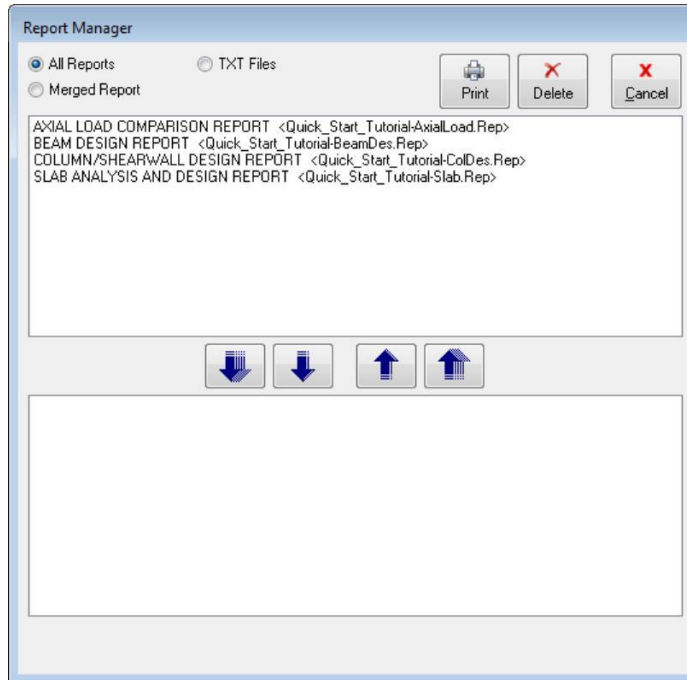 Report Manager
All Reports
TXT Files
Merged Report
Print
Delete
Cancel
AXIAL LOAD COMPARISON REPORT <Quick_Start_Tutorial-AxialLoad.Rep>
BEAM DESIGN REPORT <Quick_Start_Tutorial-BeamDes.Rep>
COLUMN/SHEARWALL DESIGN REPORT <Quick_Start_Tutorial-ColDes.Rep>
SLAB ANALYSIS AND DESIGN REPORT <Quick_Start_Tutorial-Slab.Rep>